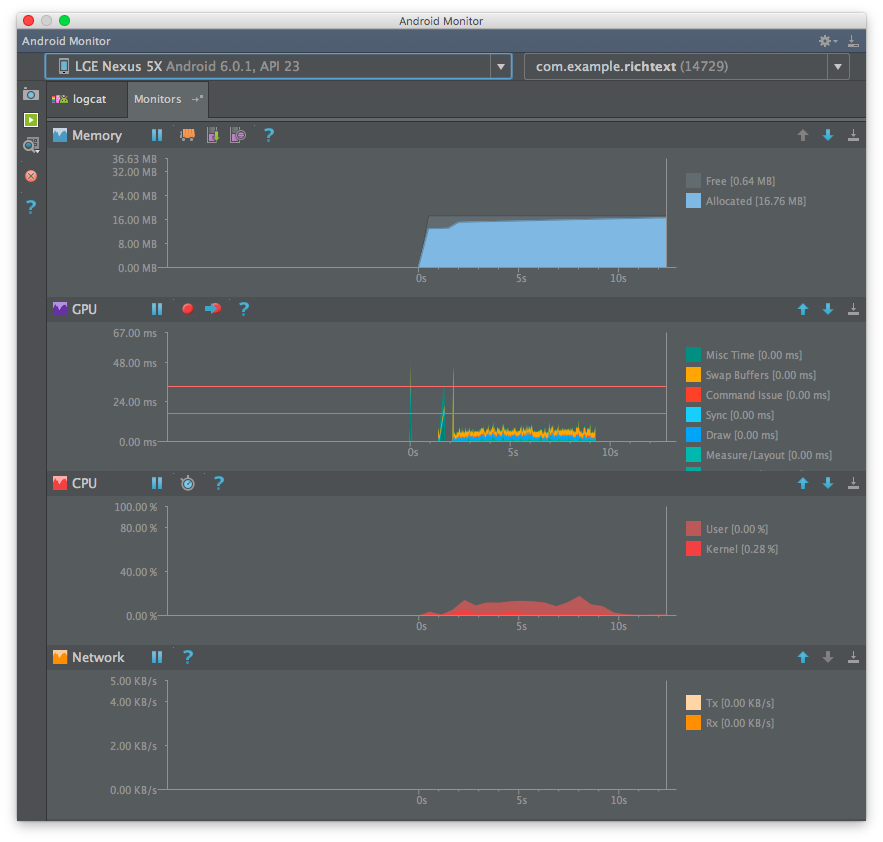 Android Monitor
Android Monitor
LGE Nexus 5X Android 6.0.1, API 23
com.example.richtext (14729)
logcat
Monitors
Memory
?
36.63 MB
32.00 MB
24.00 MB
16.00 MB
8.00 MB
0.00 MB
0s
5s
10s
Free [0.64 MB]
Allocated [16.76 MB]
?
GPU
?
67.00 ms
48.00 ms
24.00 ms
0.00 ms
0s
5s
10s
Misc Time [0.00 ms]
Swap Buffers [0.00 ms]
Command Issue [0.00 ms]
Sync [0.00 ms]
Draw [0.00 ms]
Measure/Layout [0.00 ms]
CPU
?
100.00 %
80.00 %
40.00 %
0.00 %
0s
5s
10s
User [0.00 %]
Kernel [0.28 %]
Network
?
5.00 KB/s
4.00 KB/s
2.00 KB/s
0.00 KB/s
0s
5s
10s
Tx [0.00 KB/s]
Rx [0.00 KB/s]